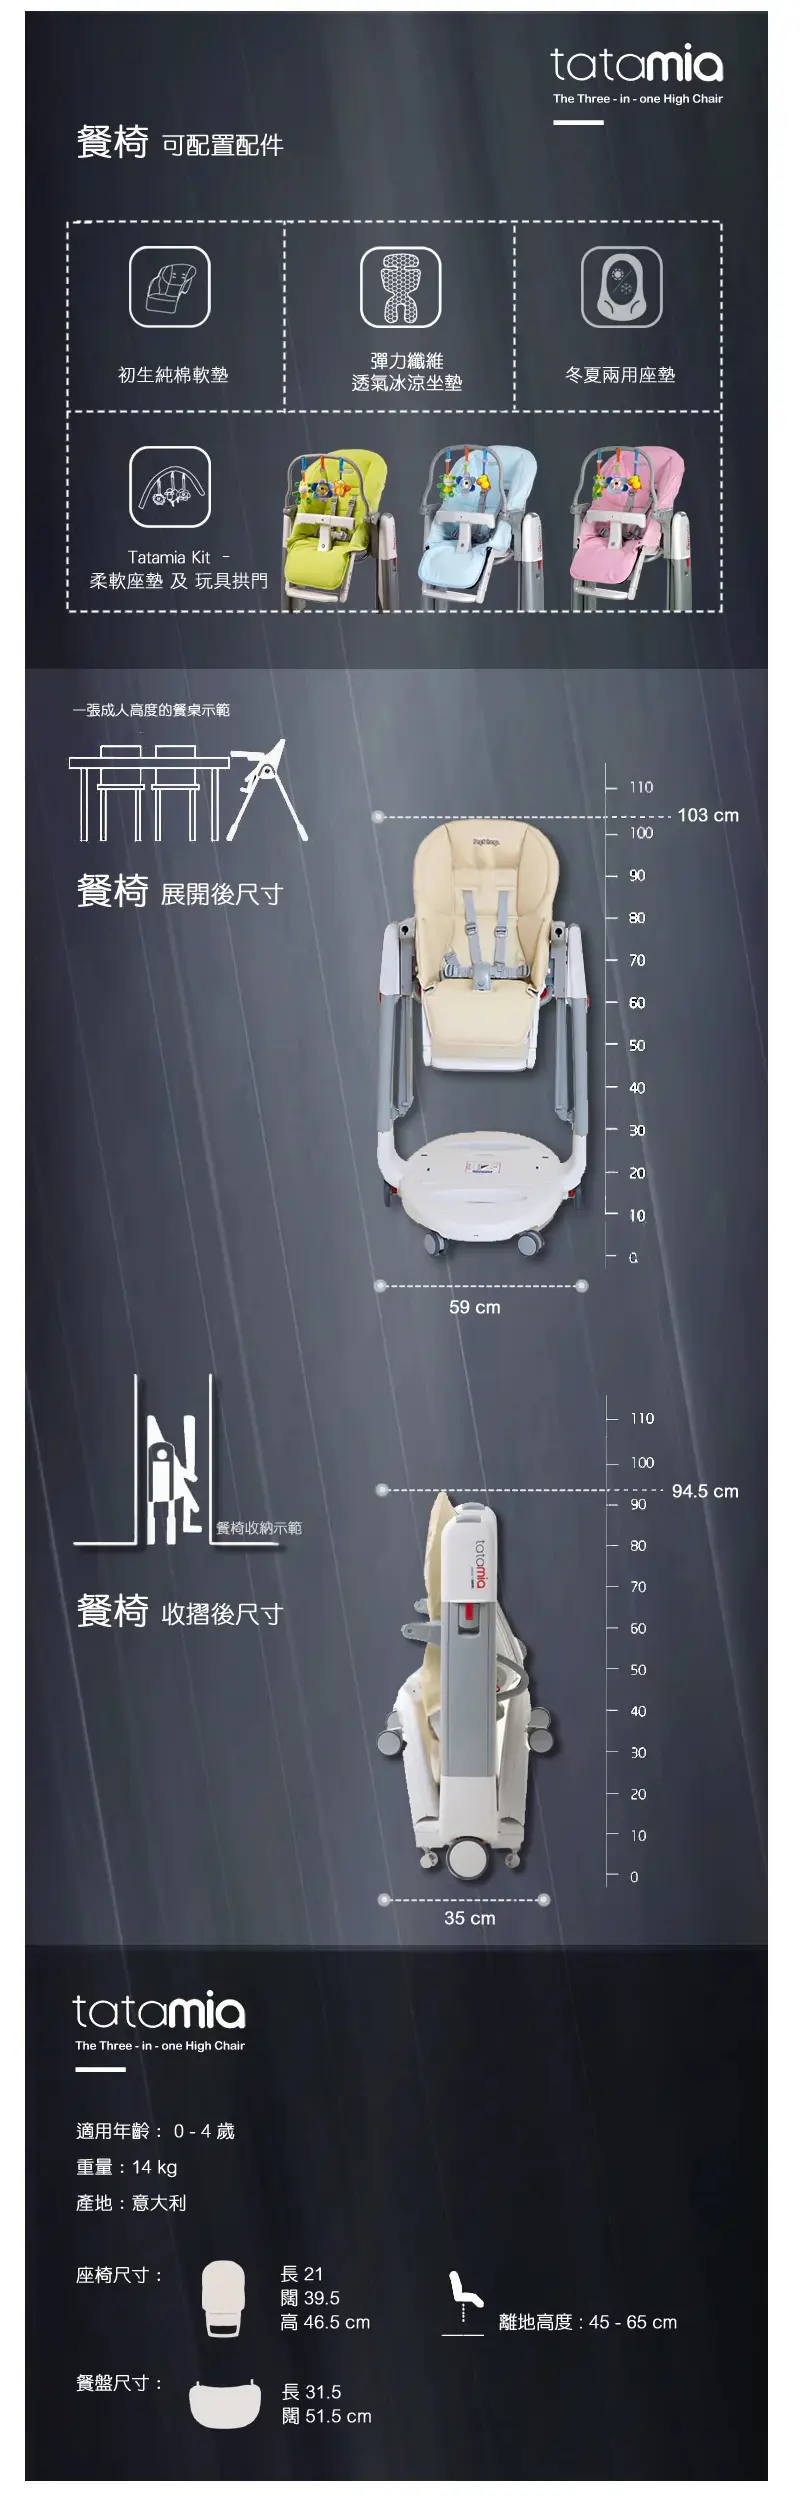 tatamia
The Three - in - one High Chair
餐椅 可配置配件
初生純棉軟墊
彈力纖維
透氣冰涼坐墊
冬夏兩用座墊
Tatamia Kit -
柔軟座墊 及 玩具拱門
一張成人高度的餐桌示範
餐椅 展開後尺寸
110
103 cm
100
90
80
70
60
50
40
30
20
10
0
59 cm
餐椅收納示範
餐椅 收摺後尺寸
110
100
94.5 cm
90
80
70
60
50
40
30
20
10
0
tatamia
35 cm
tatamia
The Three - in - one High Chair
適用年齡： 0 - 4 歲
重量：14 kg
產地：意大利
座椅尺寸：
長 21
闊 39.5
高 46.5 cm
離地高度 : 45 - 65 cm
餐盤尺寸：
長 31.5
闊 51.5 cm